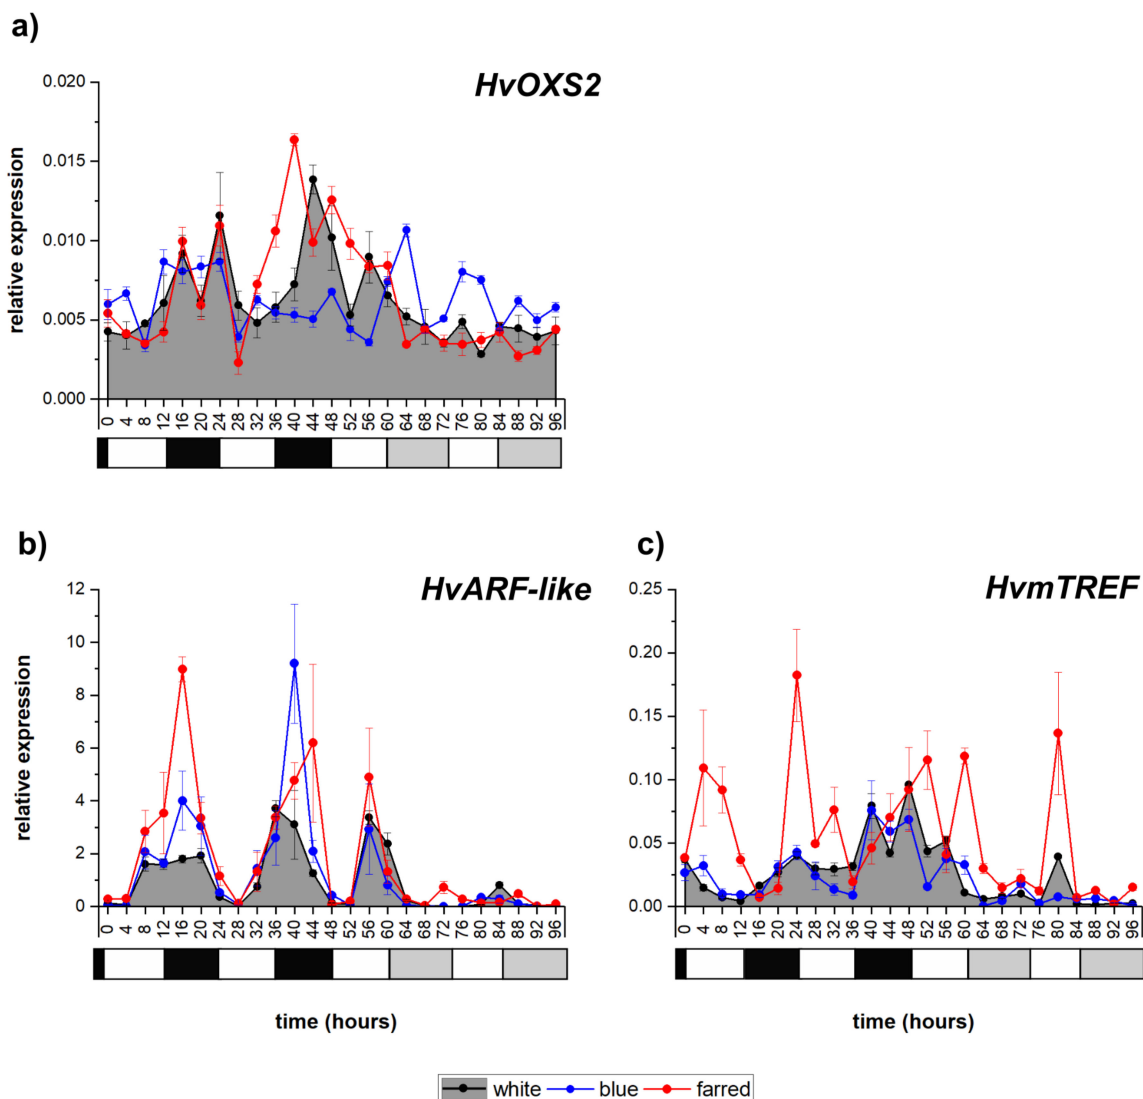 a)
HvOXS2
relative expression
0.020
0.015
0.010
0.005
0.000
0 4 8 12 16 20 24 28 32 36 40 44 48 52 56 60 64 68 72 76 80 84 88 92 96
b)
HvARF-like
relative expression
12
10
8
6
4
2
0
0 4 8 12 16 20 24 28 32 36 40 44 48 52 56 60 64 68 72 76 80 84 88 92 96
time (hours)
c)
HvmTREF
0.25
0.20
0.15
0.10
0.05
0.00
0 4 8 12 16 20 24 28 32 36 40 44 48 52 56 60 64 68 72 76 80 84 88 92 96
time (hours)
white blue farred